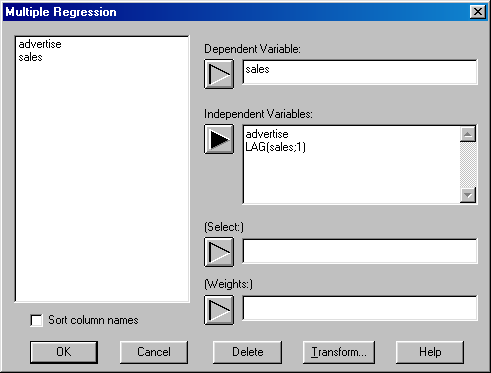 Multiple Regression
advertise
sales
Dependent Variable:
sales
Independent Variables:
advertise
LAG(sales;1)
(Select:)
(Weights:)
Sort column names
OK
Cancel
Delete
Transform...
Help